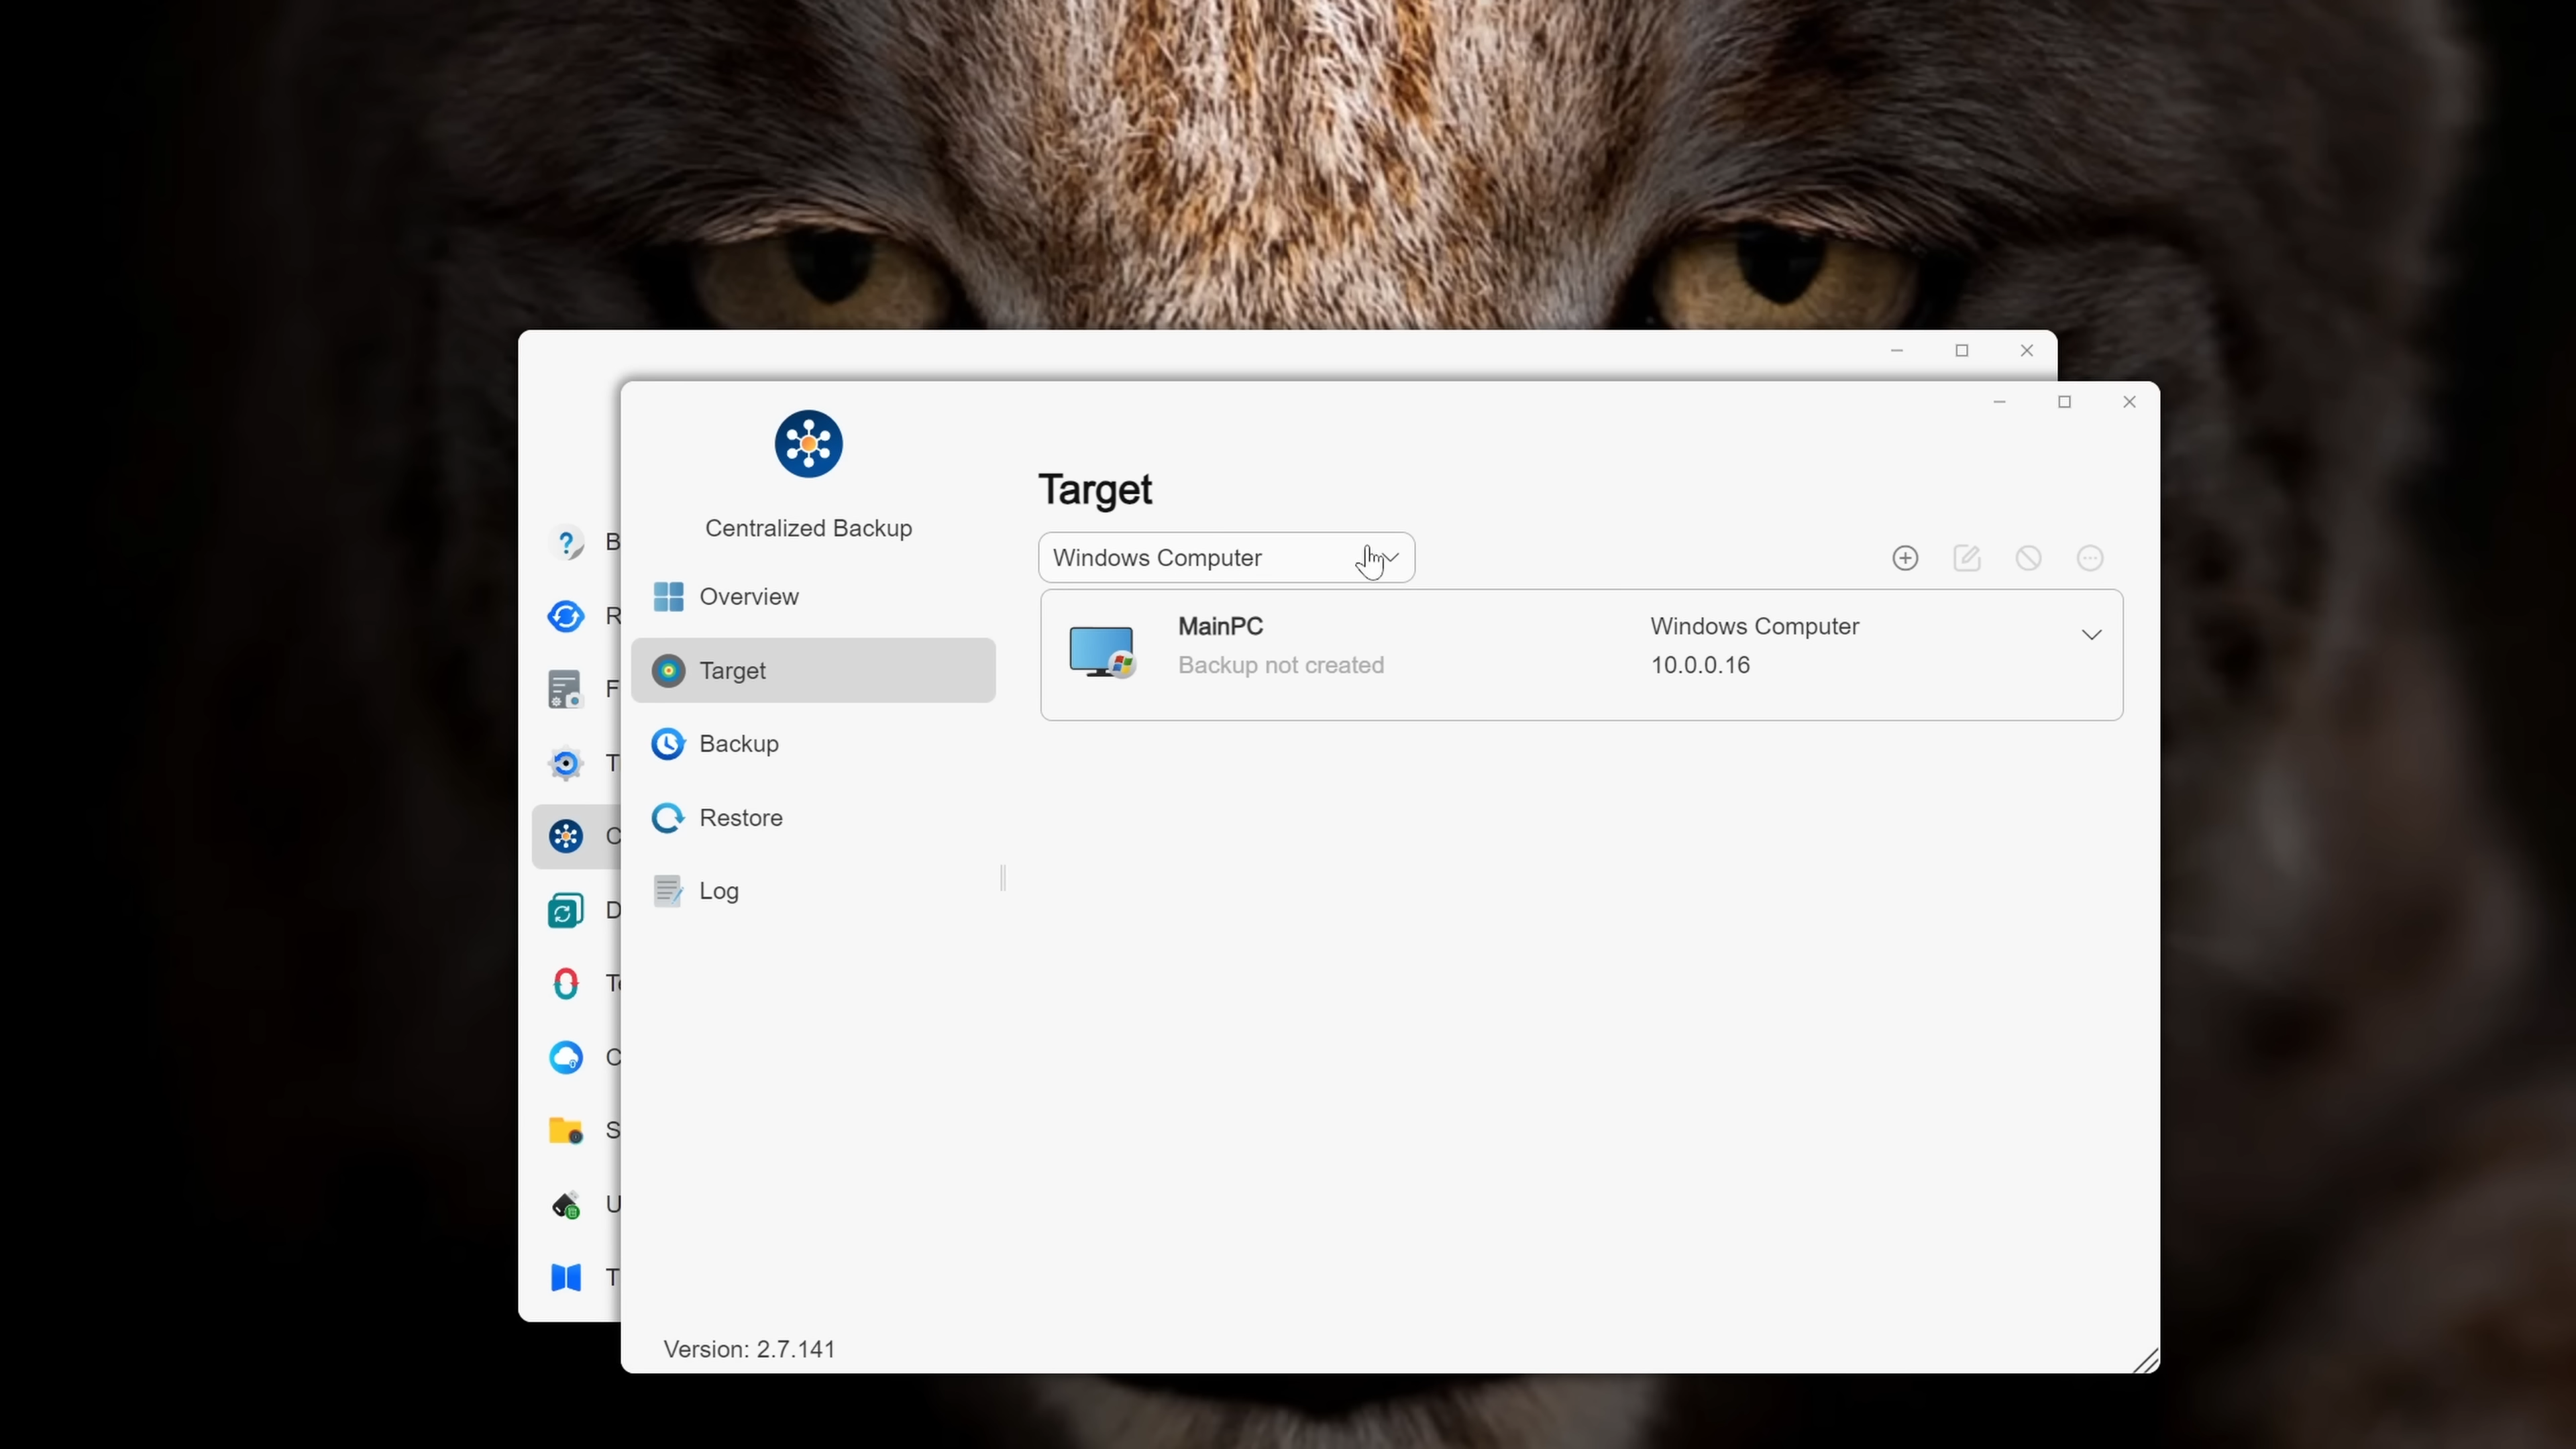 Centralized Backup
Overview
Target
Backup
Restore
Log
Version: 2.7.141
Target
Windows Computer
MainPC
Backup not created
Windows Computer
10.0.0.16
B
R
F
T
C
D
Te
C
S
U
T